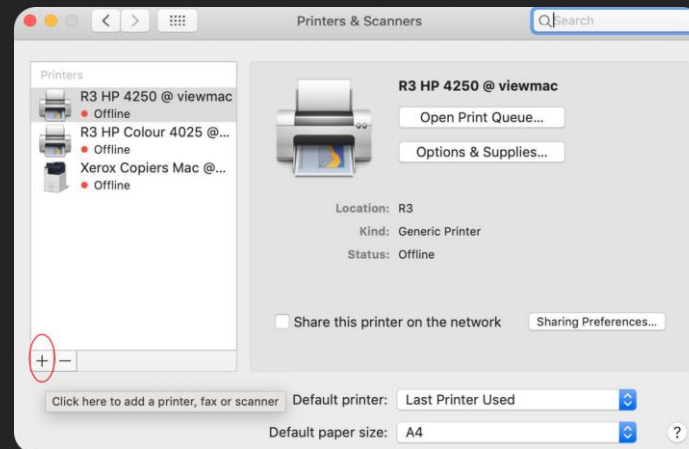 Printers & Scanners
Search
Printers
R3 HP 4250 @ viewmac
Offline
R3 HP Colour 4025 @...
Offline
Xerox Copiers Mac @...
Offline
R3 HP 4250 @ viewmac
Open Print Queue...
Options & Supplies...
Location: R3
Kind: Generic Printer
Status: Offline
Share this printer on the network Sharing Preferences...
+ −
Click here to add a printer, fax or scanner
Default printer: Last Printer Used
Default paper size: A4 ?